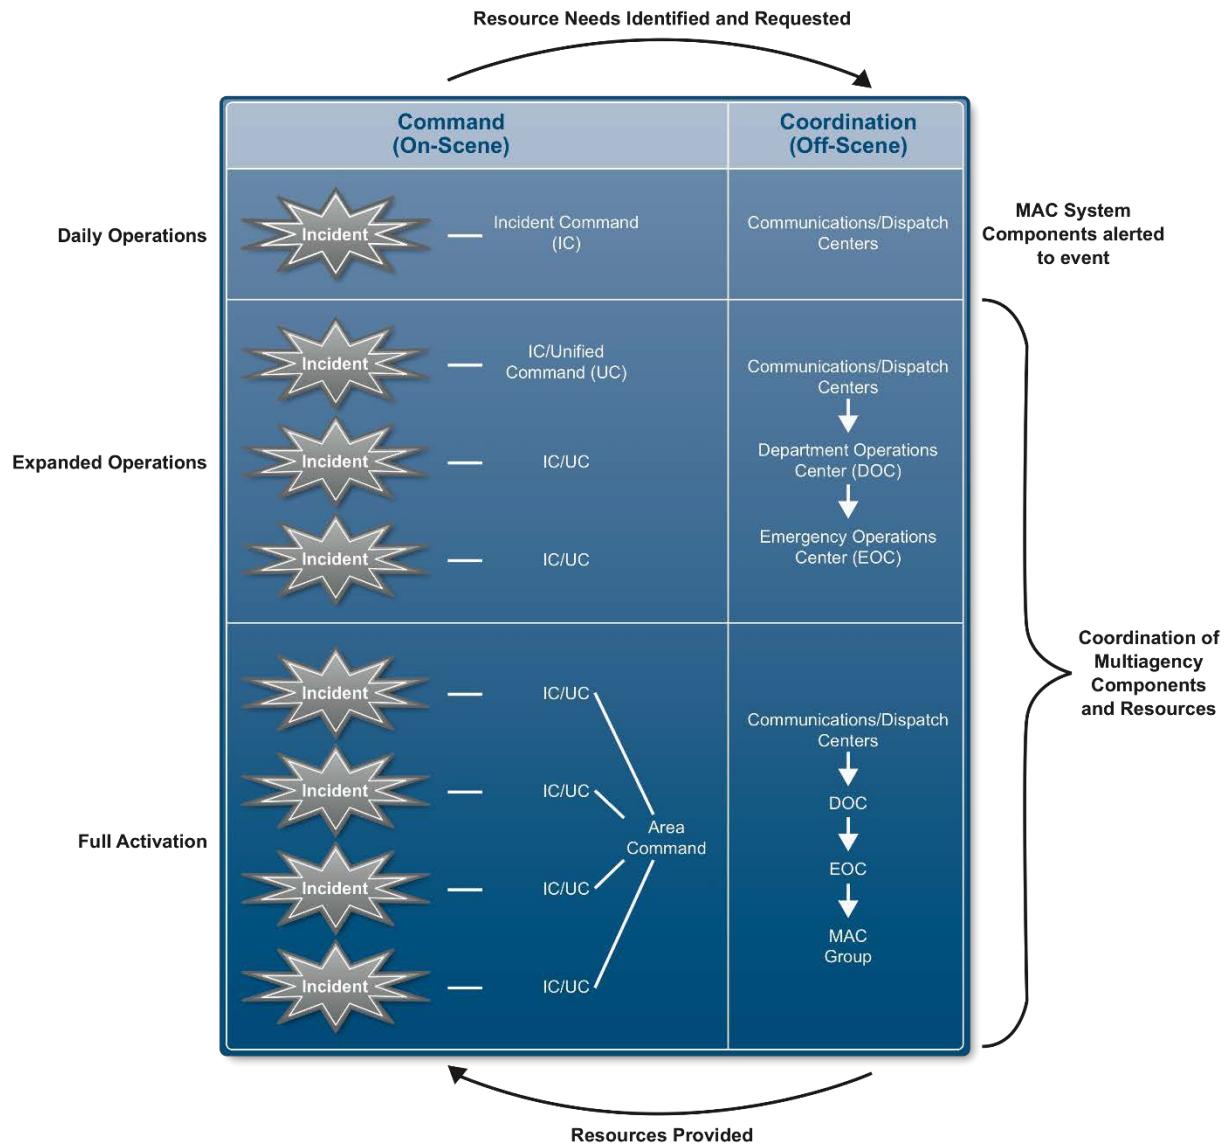 Resource Needs Identified and Requested
Command
(On-Scene)
Coordination
(Off-Scene)
Daily Operations
Incident
Incident Command
(IC)
Communications/Dispatch
Centers
MAC System
Components alerted
to event
Expanded Operations
Incident
IC/Unified
Command (UC)
Incident
IC/UC
Incident
IC/UC
Communications/Dispatch
Centers
Department Operations
Center (DOC)
Emergency Operations
Center (EOC)
Full Activation
Incident
IC/UC
Incident
IC/UC
Incident
IC/UC
Incident
IC/UC
Area
Command
Communications/Dispatch
Centers
DOC
EOC
MAC
Group
Coordination of
Multiagency
Components
and Resources
Resources Provided